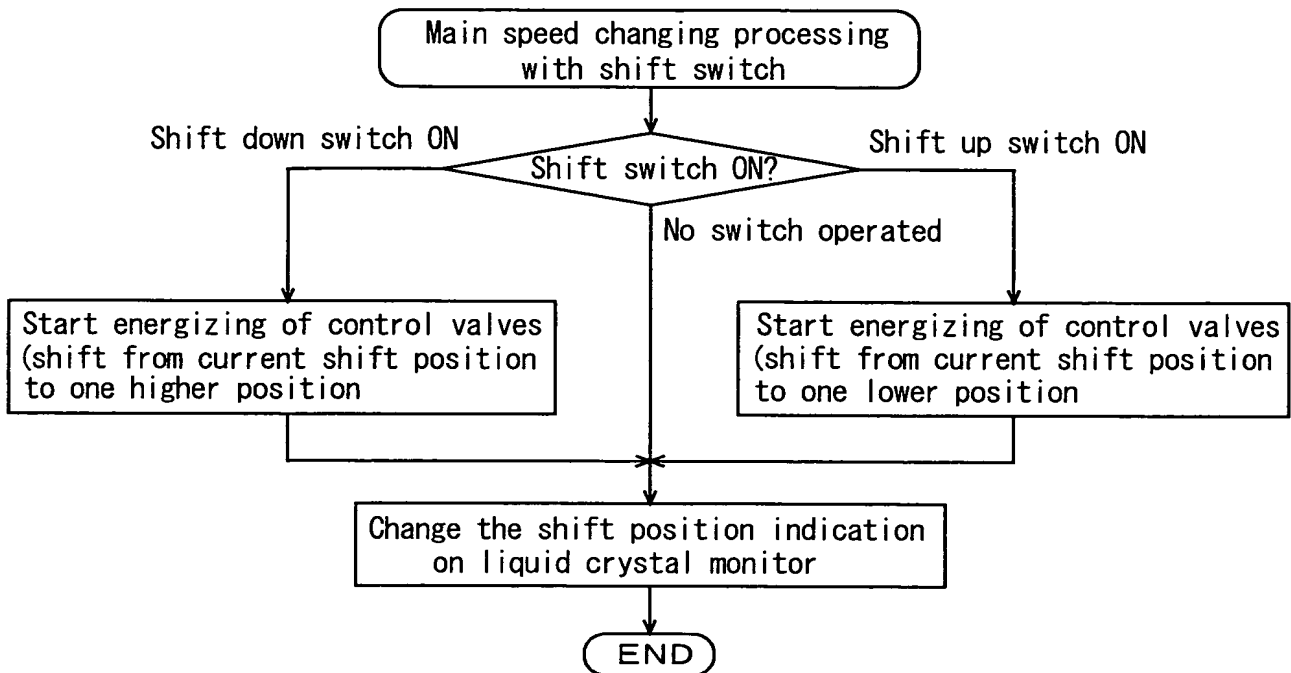 Main speed changing processing
with shift switch
Shift down switch ON
Shift switch ON?
Shift up switch ON
No switch operated
Start energizing of control valves
(shift from current shift position
to one higher position
Start energizing of control valves
(shift from current shift position
to one lower position
Change the shift position indication
on liquid crystal monitor
END